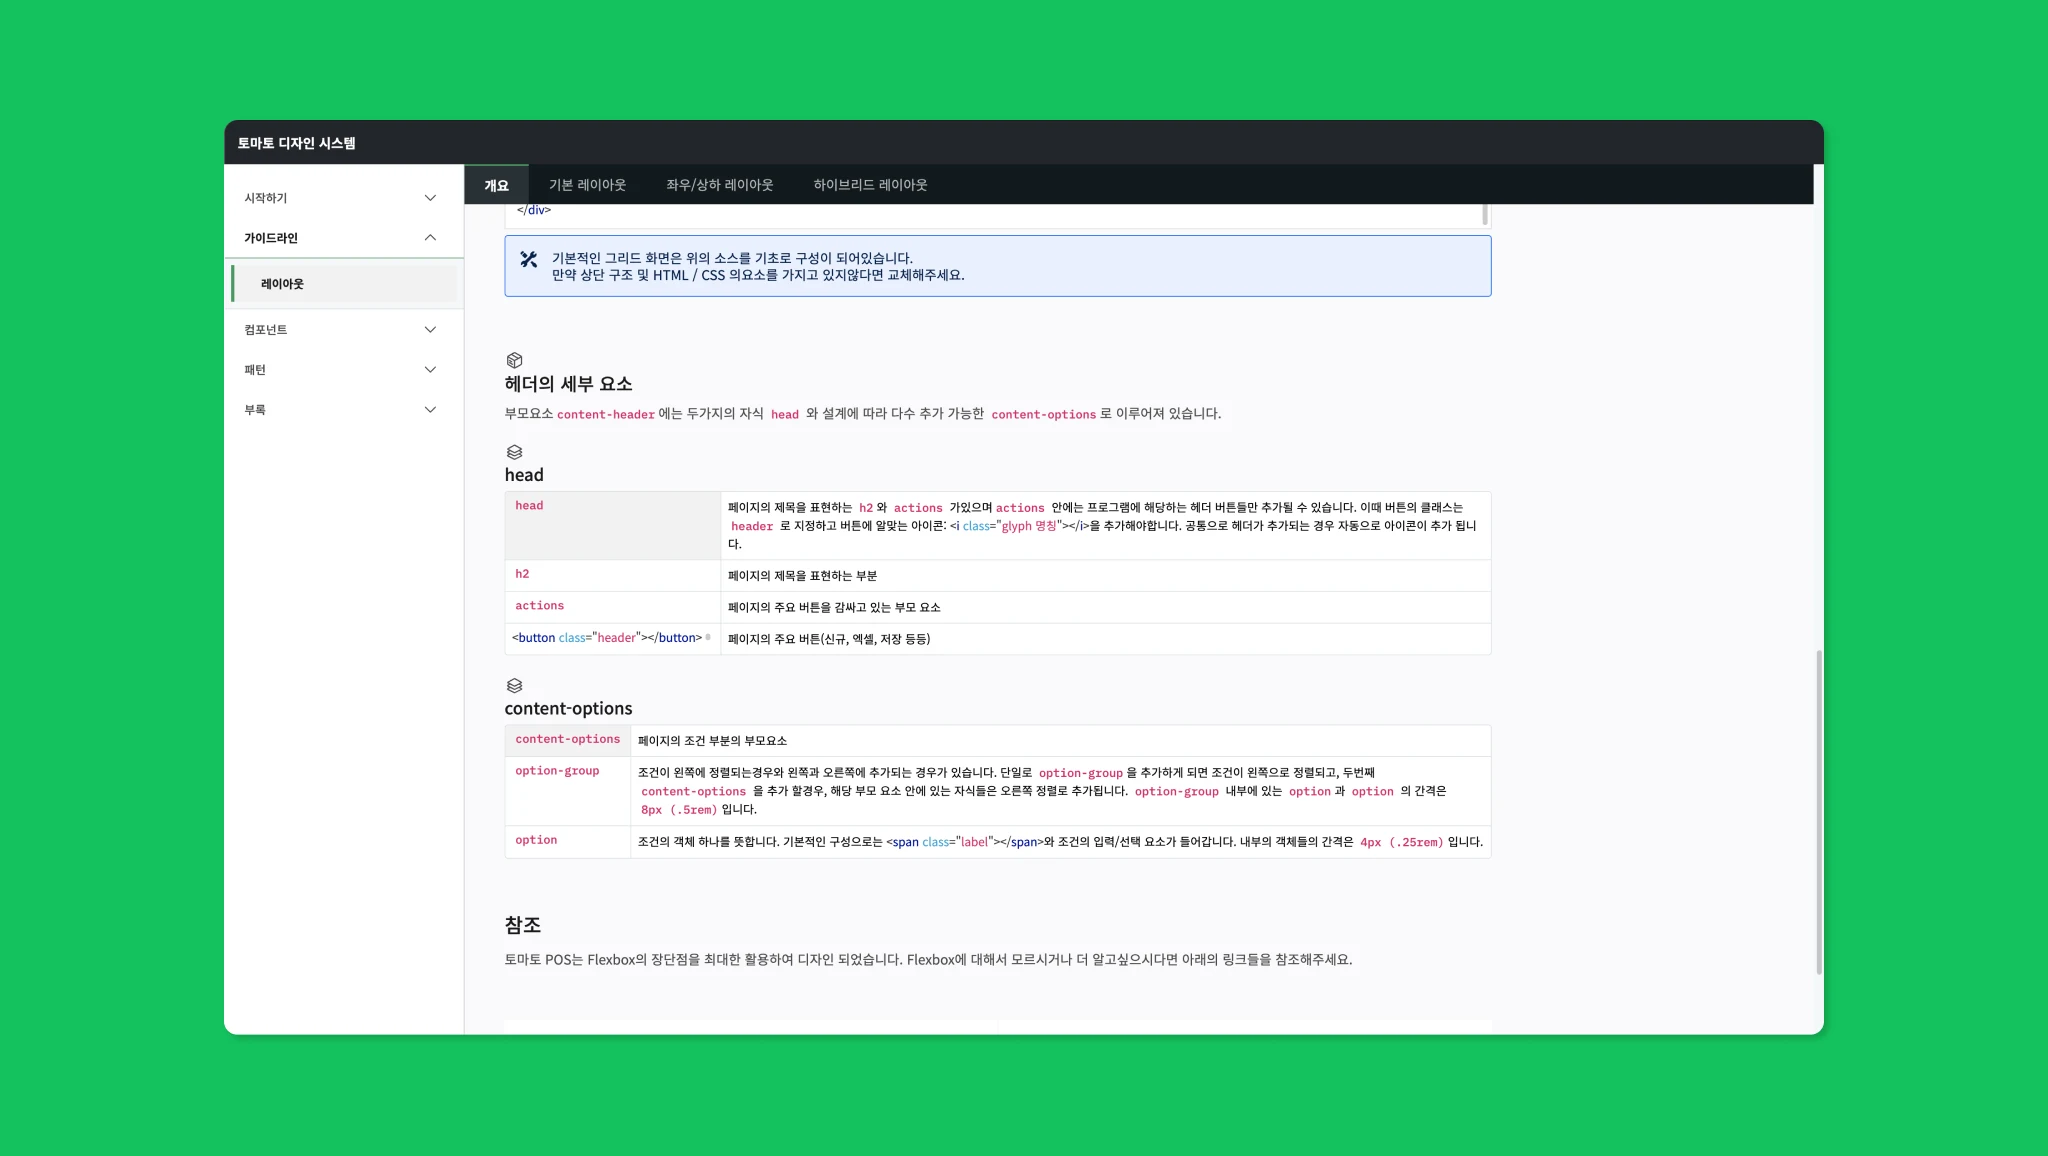 토마토 디자인 시스템
시작하기
가이드라인
레이아웃
컴포넌트
패턴
부록
개요 기본 레이아웃 좌우/상하 레이아웃 하이브리드 레이아웃
</div>
기본적인 그리드 화면은 위의 소스를 기초로 구성이 되어있습니다.
만약 상단 구조 및 HTML / CSS 의요소를 가지고 있지않다면 교체해주세요.
헤더의 세부 요소
부모요소 content-header 에는 두가지의 자식 head 와 설계에 따라 다수 추가 가능한 content-options 로 이루어져 있습니다.
head
head
페이지의 제목을 표현하는 h2 와 actions 가있으며 actions 안에는 프로그램에 해당하는 헤더 버튼들만 추가될 수 있습니다. 이때 버튼의 클래스는
header 로 지정하고 버튼에 알맞는 아이콘: <i class="glyph 명칭"></i>을 추가해야합니다. 공통으로 헤더가 추가되는 경우 자동으로 아이콘이 추가 됩니
다.
h2 페이지의 제목을 표현하는 부분
actions 페이지의 주요 버튼을 감싸고 있는 부모 요소
<button class="header"></button> 페이지의 주요 버튼(신규, 엑셀, 저장 등등)
content-options
content-options 페이지의 조건 부분의 부모요소
option-group
조건이 왼쪽에 정렬되는경우와 왼쪽과 오른쪽에 추가되는 경우가 있습니다. 단일로 option-group 을 추가하게 되면 조건이 왼쪽으로 정렬되고, 두번째
content-options 을 추가 할경우, 해당 부모 요소 안에 있는 자식들은 오른쪽 정렬로 추가됩니다. option-group 내부에 있는 option 과 option 의 간격은
8px (.5rem) 입니다.
option 조건의 객체 하나를 뜻합니다. 기본적인 구성으로는 <span class="label"></span>와 조건의 입력/선택 요소가 들어갑니다. 내부의 객체들의 간격은 4px (.25rem) 입니다.
참조
토마토 POS는 Flexbox의 장단점을 최대한 활용하여 디자인 되었습니다. Flexbox에 대해서 모르시거나 더 알고싶으시다면 아래의 링크들을 참조해주세요.